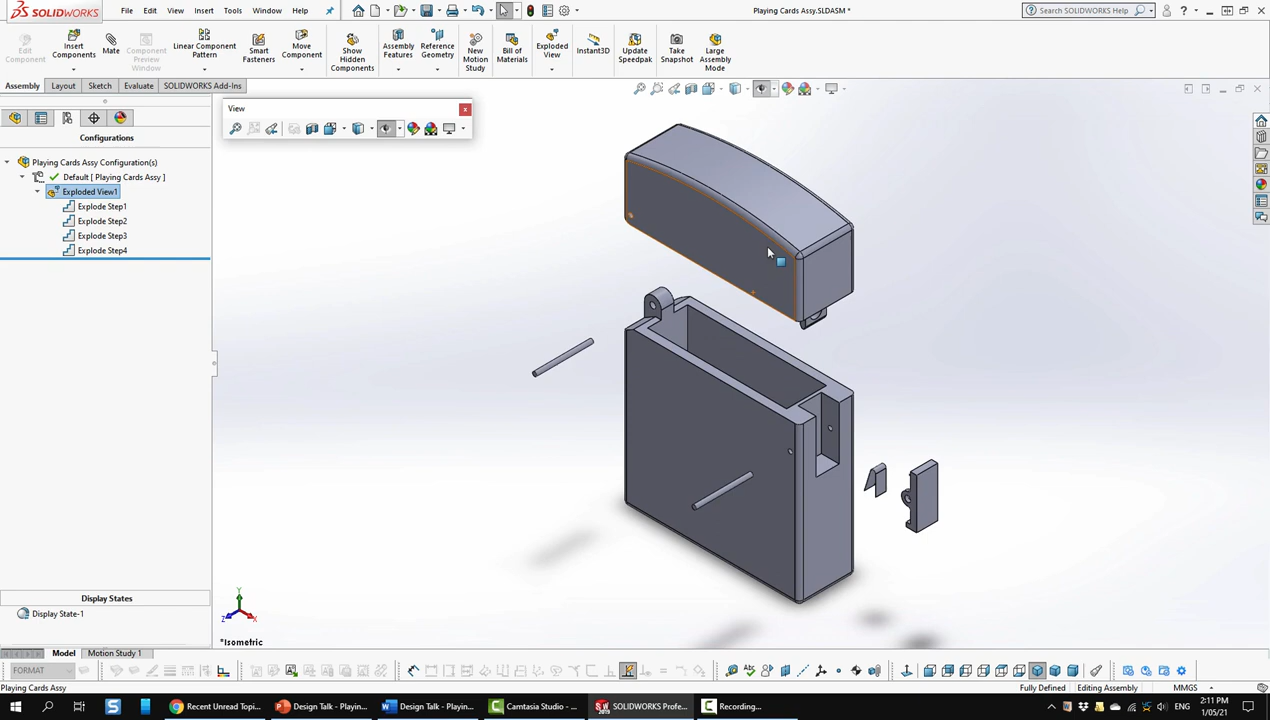 SOLIDWORKS File Edit View Insert Tools Window Help Playing Cards Assy.SLDASM * Search SOLIDWORKS Help
Edit Component
Insert Components
Mate
Component Preview Window
Linear Component Pattern
Smart Fasteners
Move Component
Show Hidden Components
Assembly Features
Reference Geometry
New Motion Study
Bill of Materials
Exploded View
Instant3D
Update Speedpak
Take Snapshot
Large Assembly Mode
Assembly Layout Sketch Evaluate SOLIDWORKS Add-Ins
View
Configurations
Playing Cards Assy Configuration(s)
Default [ Playing Cards Assy ]
Exploded View1
Explode Step1
Explode Step2
Explode Step3
Explode Step4
Display States
Display State-1
Y
Z X
*Isometric
Model Motion Study 1
FORMAT
Playing Cards Assy Fully Defined Editing Assembly MMGS
Recent Unread Topi... Design Talk - Playin... Design Talk - Playin... Camtasia Studio - ... SOLIDWORKS Profe... Recording...
ENG 2:11 PM
1/05/21